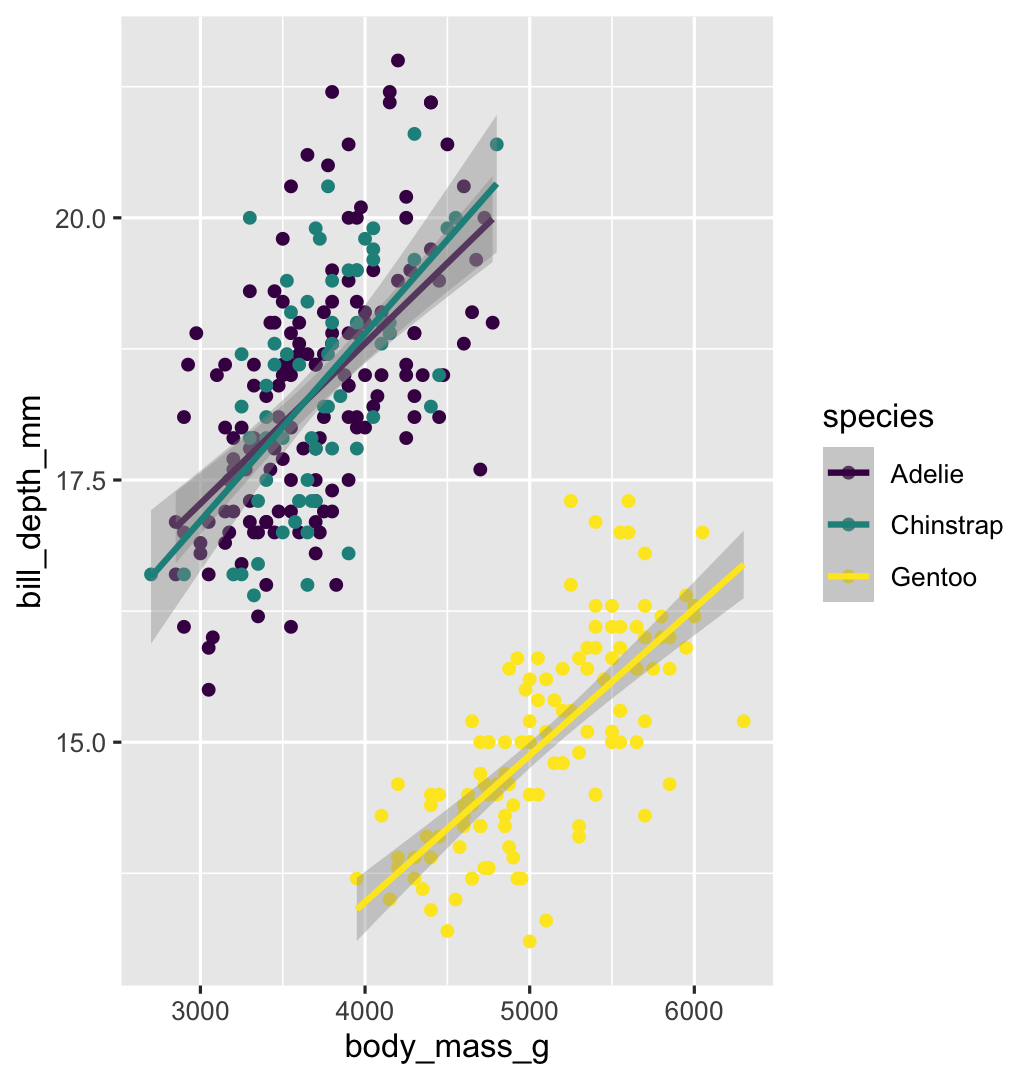 bill_depth_mm
20.0
17.5
15.0
3000 4000 5000 6000
body_mass_g
species
Adelie
Chinstrap
Gentoo